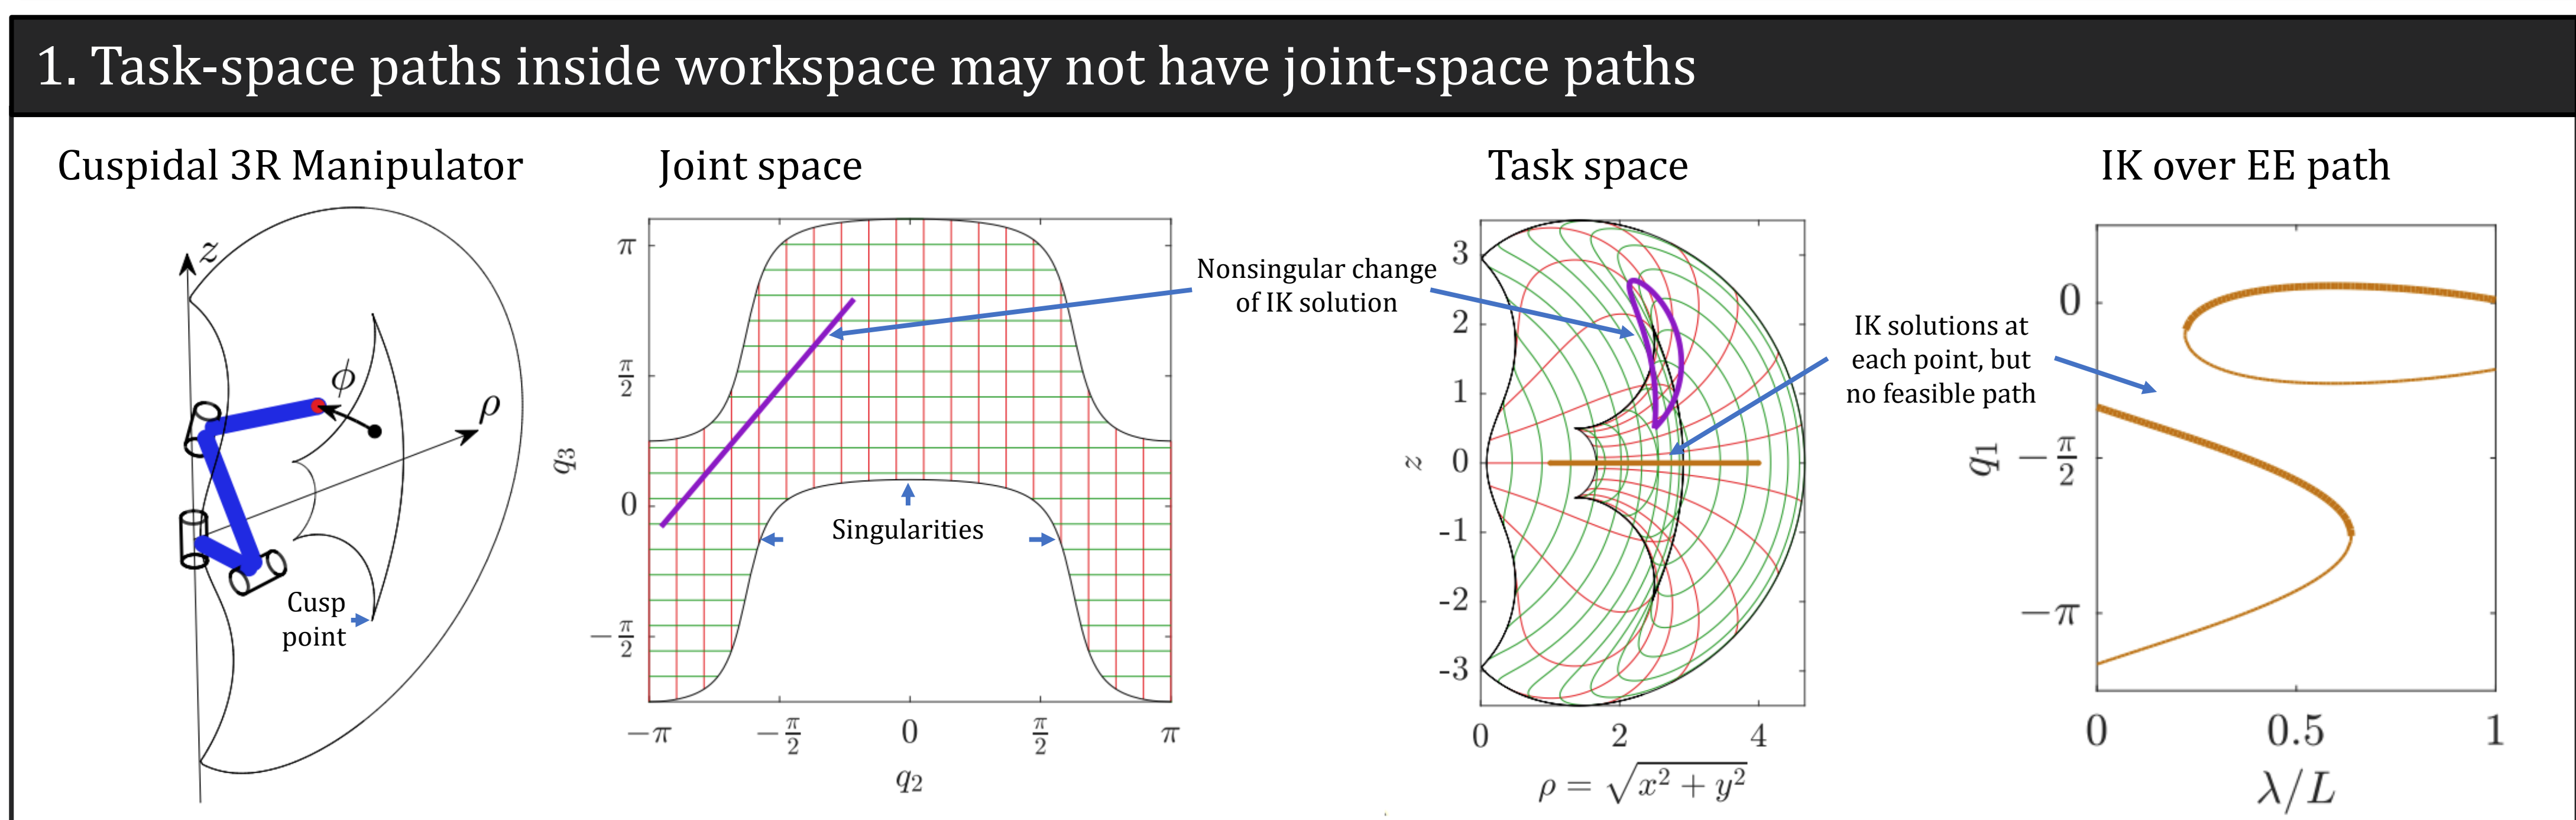 1. Task-space paths inside workspace may not have joint-space paths
Cuspidal 3R Manipulator
z
ϕ
ρ
Cusp
point
Joint space
π
π/2
0
−π/2
q₃
−π
−π/2
0
π/2
π
q₂
Singularities
Nonsingular change
of IK solution
Task space
3
2
1
0
-1
-2
-3
z
0
2
4
ρ = √(x² + y²)
IK solutions at
each point, but
no feasible path
IK over EE path
0
−π/2
−π
q₁
0
0.5
1
λ/L